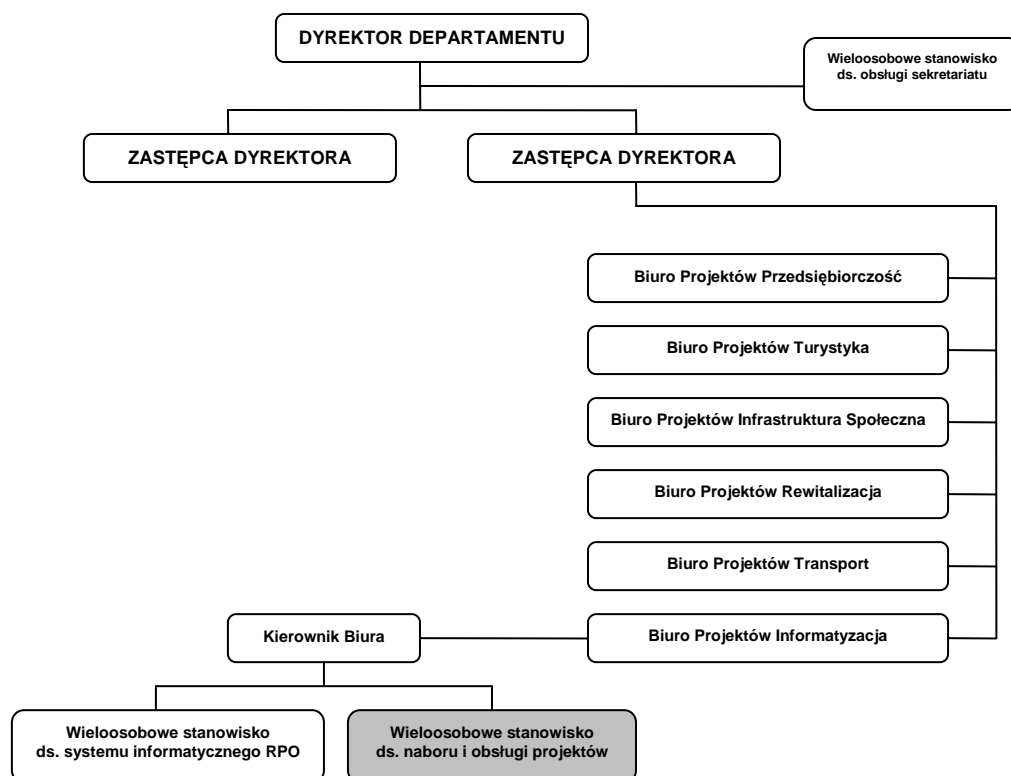 DYREKTOR DEPARTAMENTU
Wieloosobowe stanowisko
ds. obsługi sekretariatu
ZASTĘPCA DYREKTORA
ZASTĘPCA DYREKTORA
Biuro Projektów Przedsiębiorczość
Biuro Projektów Turystyka
Biuro Projektów Infrastruktura Społeczna
Biuro Projektów Rewitalizacja
Biuro Projektów Transport
Kierownik Biura
Biuro Projektów Informatyzacja
Wieloosobowe stanowisko
ds. systemu informatycznego RPO
Wieloosobowe stanowisko
ds. naboru i obsługi projektów